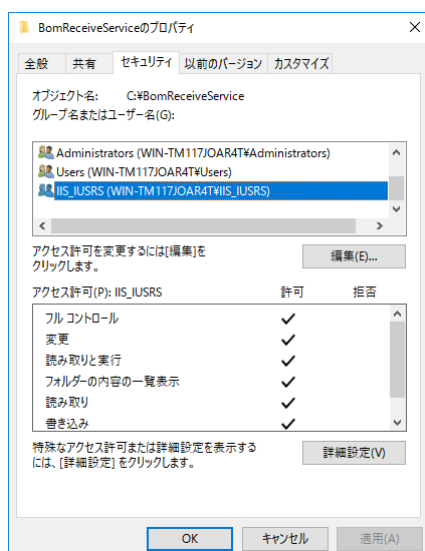 BomReceiveServiceのプロパティ
全般 共有 セキュリティ 以前のバージョン カスタマイズ
オブジェクト名: C:¥BomReceiveService
グループ名またはユーザー名(G):
Administrators (WIN-TM117JOAR4T¥Administrators)
Users (WIN-TM117JOAR4T¥Users)
IIS_IUSRS (WIN-TM117JOAR4T¥IIS_IUSRS)
アクセス許可を変更するには[編集]を
クリックします。
編集(E)...
アクセス許可(P): IIS_IUSRS 許可 拒否
フル コントロール
変更
読み取りと実行
フォルダーの内容の一覧表示
読み取り
書き込み
特殊なアクセス許可または詳細設定を表示する
には、[詳細設定] をクリックします。
詳細設定(V)
OK キャンセル 適用(A)